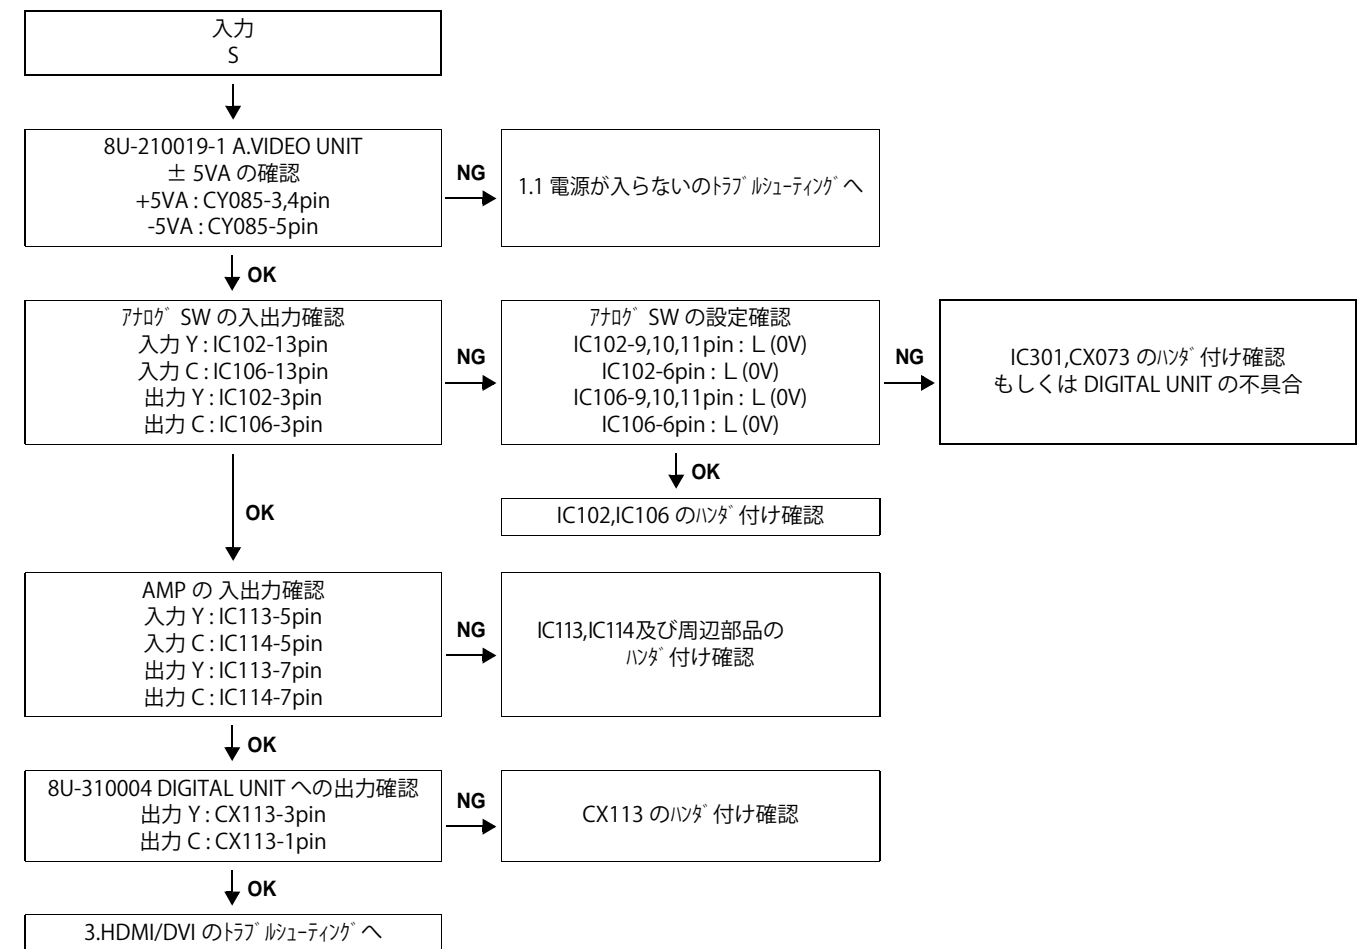 入力
S
8U-210019-1 A.VIDEO UNIT
± 5VA の確認
+5VA : CY085-3,4pin
-5VA : CY085-5pin
NG
1.1 電源が入らないのﾄﾗﾌﾞﾙｼｭｰﾃｨﾝｸﾞへ
OK
ｱﾅﾛｸﾞ SW の入出力確認
入力 Y : IC102-13pin
入力 C : IC106-13pin
出力 Y : IC102-3pin
出力 C : IC106-3pin
NG
ｱﾅﾛｸﾞ SW の設定確認
IC102-9,10,11pin : L (0V)
IC102-6pin : L (0V)
IC106-9,10,11pin : L (0V)
IC106-6pin : L (0V)
NG
IC301,CX073 のﾊﾝﾀﾞ付け確認
もしくは DIGITAL UNIT の不具合
OK
IC102,IC106 のﾊﾝﾀﾞ付け確認
OK
AMP の 入出力確認
入力 Y : IC113-5pin
入力 C : IC114-5pin
出力 Y : IC113-7pin
出力 C : IC114-7pin
NG
IC113,IC114及び周辺部品の
ﾊﾝﾀﾞ付け確認
OK
8U-310004 DIGITAL UNIT への出力確認
出力 Y : CX113-3pin
出力 C : CX113-1pin
NG
CX113 のﾊﾝﾀﾞ付け確認
OK
3.HDMI/DVI のﾄﾗﾌﾞﾙｼｭｰﾃｨﾝｸﾞへ